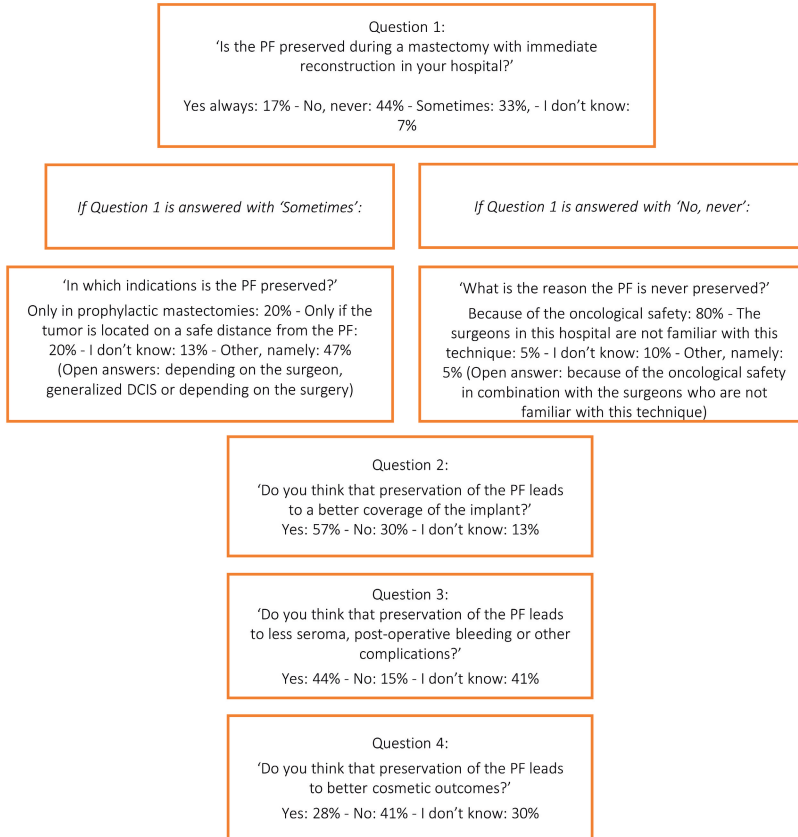 Question 1:
‘Is the PF preserved during a mastectomy with immediate
reconstruction in your hospital?’
Yes always: 17% - No, never: 44% - Sometimes: 33%, - I don’t know:
7%
If Question 1 is answered with ‘Sometimes’:
If Question 1 is answered with ‘No, never’:
‘In which indications is the PF preserved?’
Only in prophylactic mastectomies: 20% - Only if the
tumor is located on a safe distance from the PF:
20% - I don’t know: 13% - Other, namely: 47%
(Open answers: depending on the surgeon,
generalized DCIS or depending on the surgery)
‘What is the reason the PF is never preserved?’
Because of the oncological safety: 80% - The
surgeons in this hospital are not familiar with this
technique: 5% - I don’t know: 10% - Other, namely:
5% (Open answer: because of the oncological safety
in combination with the surgeons who are not
familiar with this technique)
Question 2:
‘Do you think that preservation of the PF leads
to a better coverage of the implant?’
Yes: 57% - No: 30% - I don’t know: 13%
Question 3:
‘Do you think that preservation of the PF leads
to less seroma, post-operative bleeding or other
complications?’
Yes: 44% - No: 15% - I don’t know: 41%
Question 4:
‘Do you think that preservation of the PF leads
to better cosmetic outcomes?’
Yes: 28% - No: 41% - I don’t know: 30%